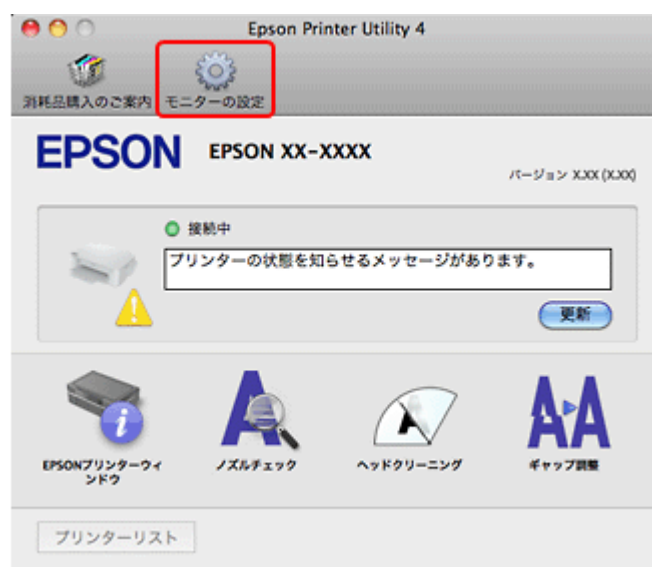 Epson Printer Utility 4
消耗品購入のご案内
モニターの設定
EPSON
EPSON XX-XXXX
バージョン X.XX (X.XX)
接続中
プリンターの状態を知らせるメッセージがあります。
更新
EPSONプリンターウィ
ンドウ
ノズルチェック
ヘッドクリーニング
ギャップ調整
プリンターリスト